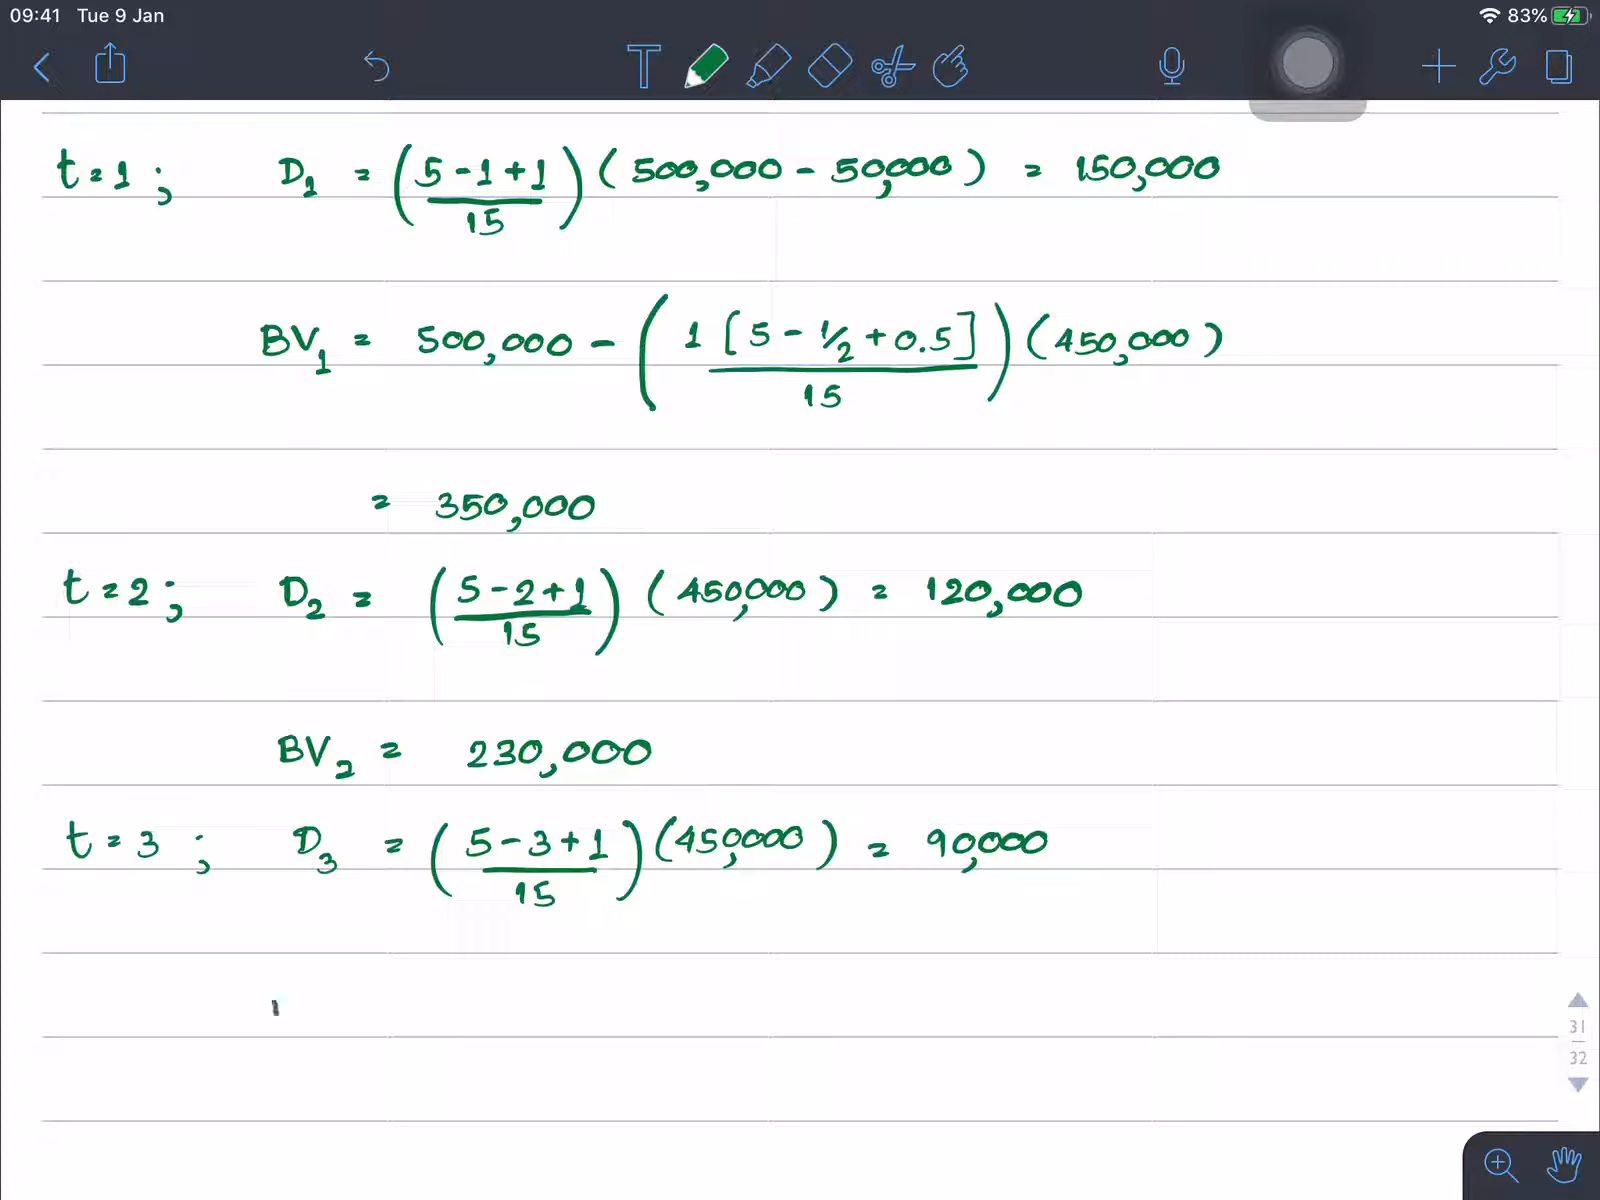 09:41 Tue 9 Jan 83%
t=1; D₁ = ((5-1+1)/15) (500,000 - 50,000) = 150,000
BV₁ = 500,000 - (1[5 - 1/2 + 0.5]/15) (450,000)
= 350,000
t=2; D₂ = ((5-2+1)/15) (450,000) = 120,000
BV₂ = 230,000
t=3; D₃ = ((5-3+1)/15) (450,000) = 90,000
31
32